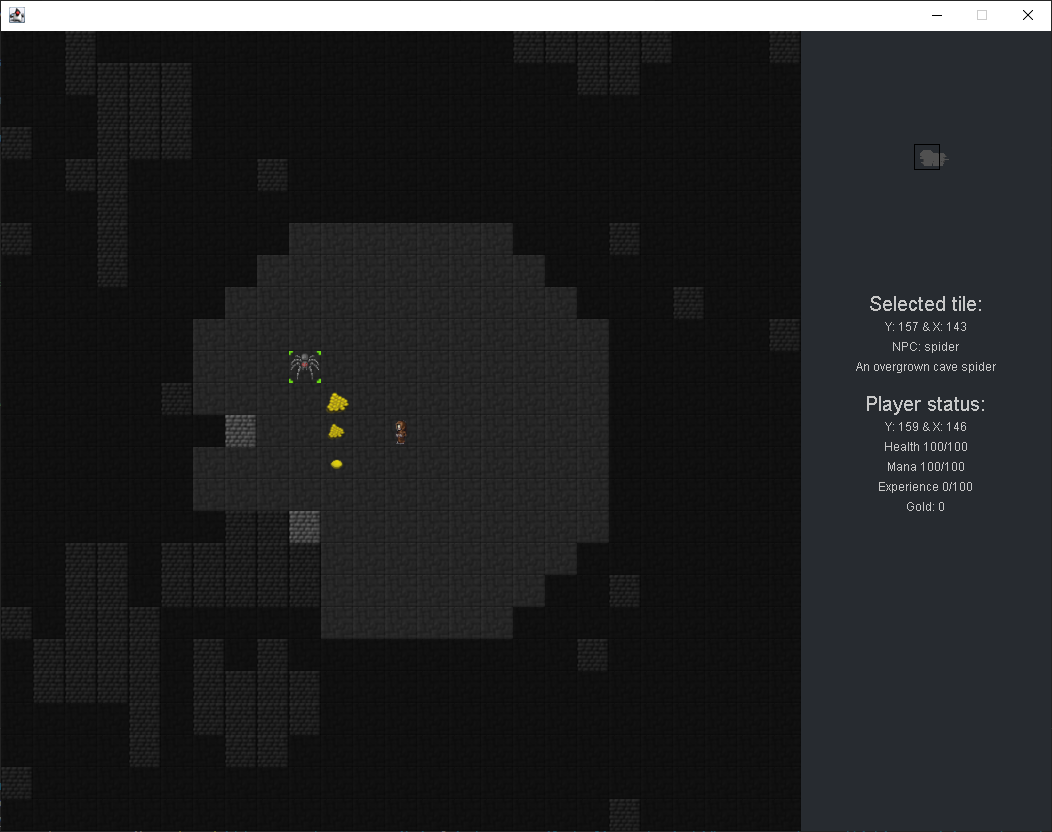 Selected tile:
Y: 157 & X: 143
NPC: spider
An overgrown cave spider
Player status:
Y: 159 & X: 146
Health 100/100
Mana 100/100
Experience 0/100
Gold: 0